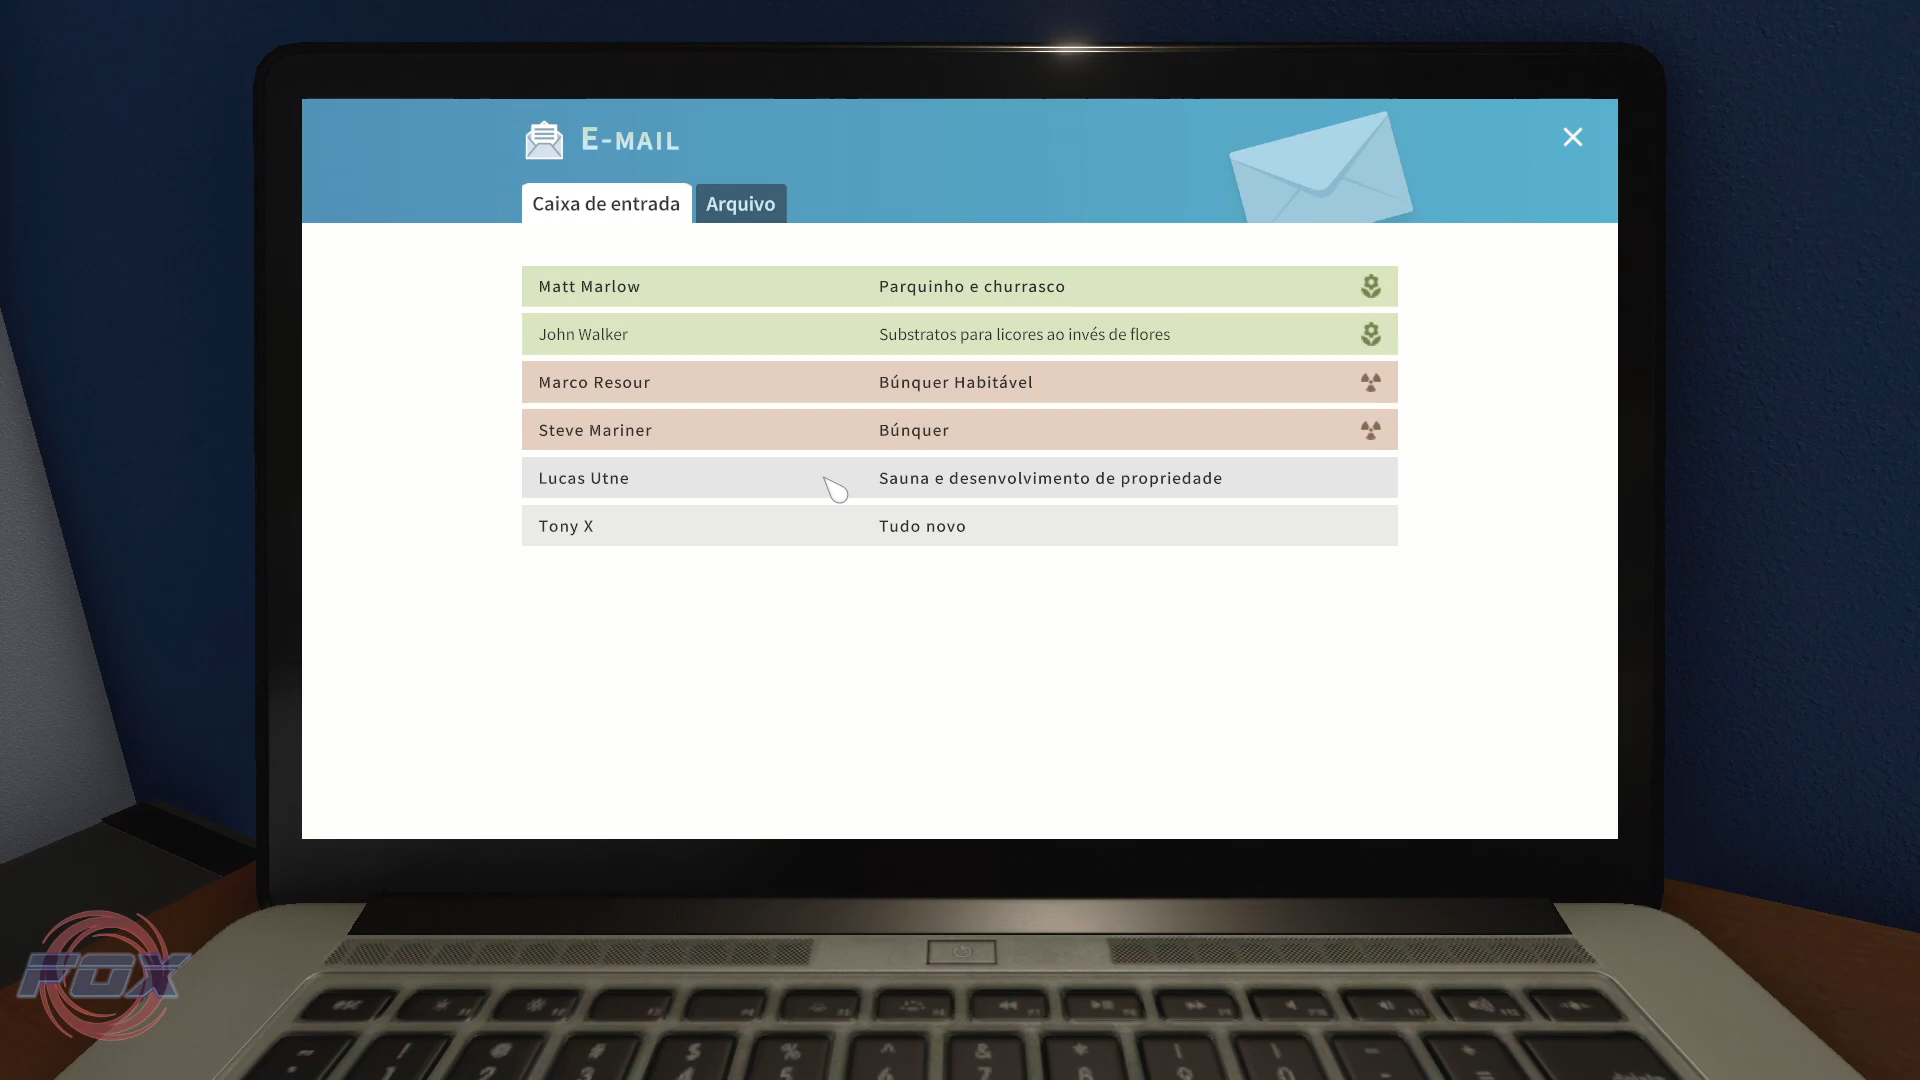 E-MAIL
Caixa de entrada Arquivo
Matt Marlow Parquinho e churrasco
John Walker Substratos para licores ao invés de flores
Marco Resour Búnquer Habitável
Steve Mariner Búnquer
Lucas Utne Sauna e desenvolvimento de propriedade
Tony X Tudo novo
FOX
esc